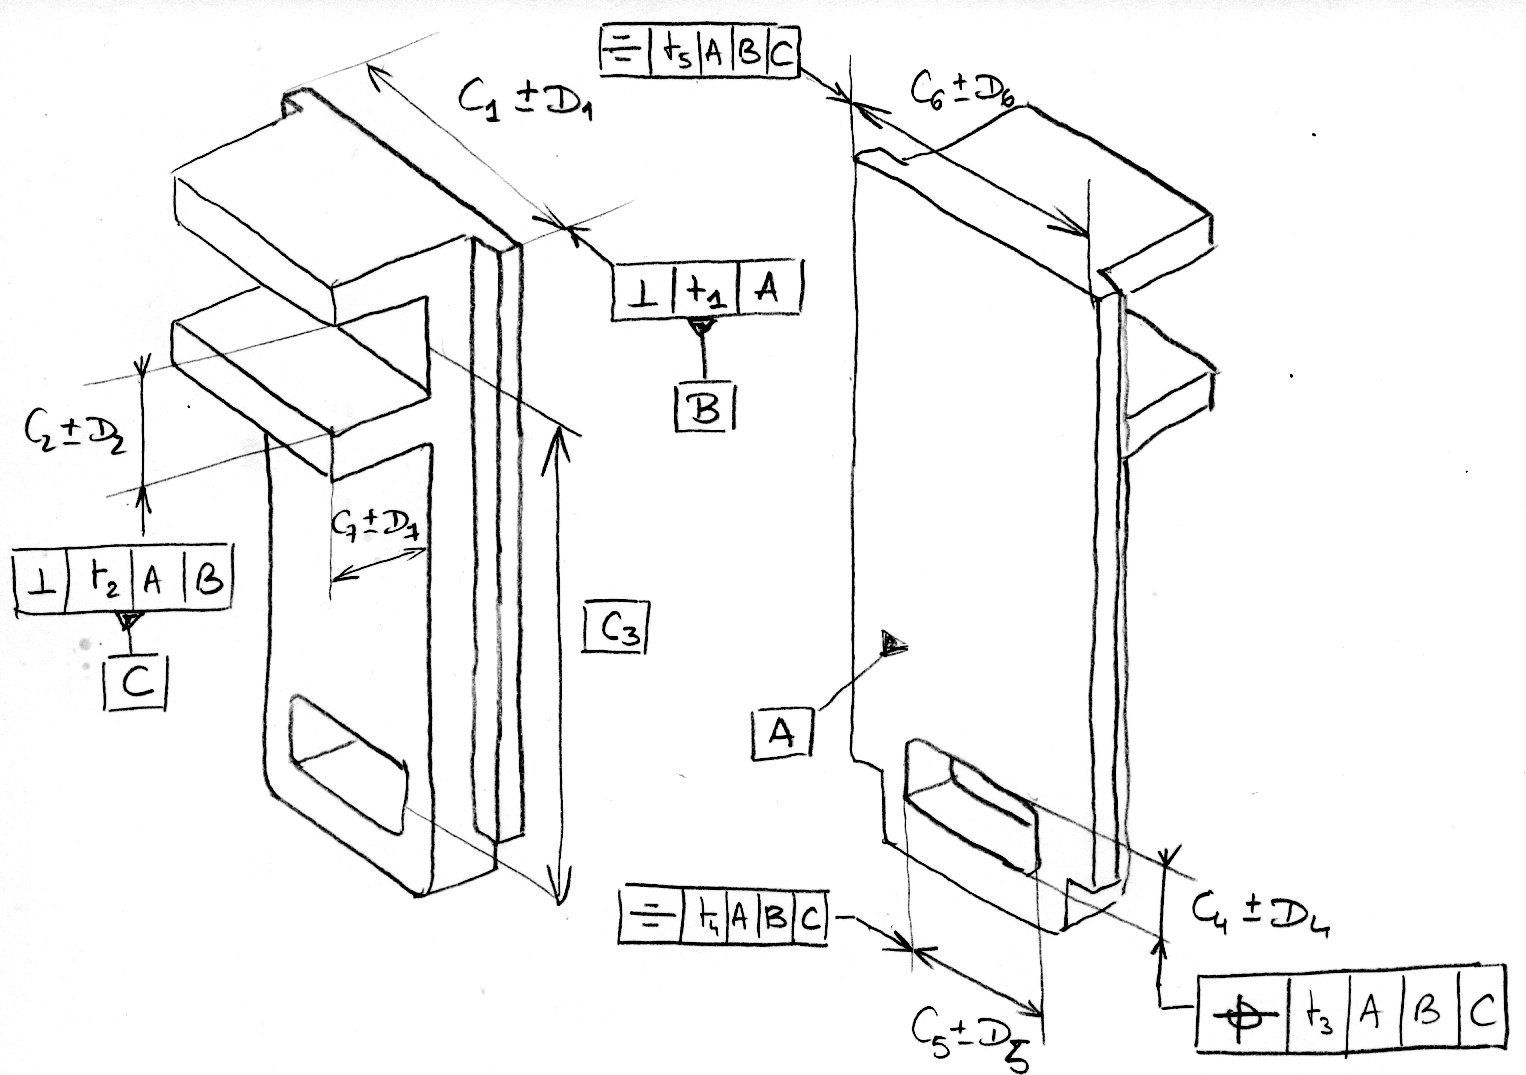 ⌯ t₅ A B C
C₁ ± D₁
C₆ ± D₆
⊥ t₁ A
B
C₂ ± D₂
C₇ ± D₇
⊥ t₂ A B
C
C₃
A
⌯ t₄ A B C
C₄ ± D₄
C₅ ± D₅
⌖ t₃ A B C